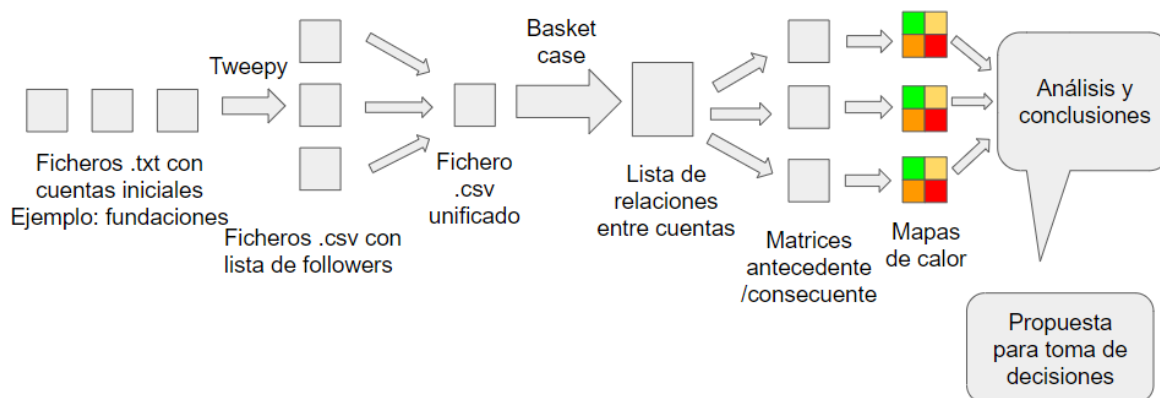 Tweepy
Basket
case
Ficheros .txt con
cuentas iniciales
Ejemplo: fundaciones
Ficheros .csv con
lista de followers
Fichero
.csv
unificado
Lista de
relaciones
entre cuentas
Matrices
antecedente
/consecuente
Mapas
de calor
Análisis y
conclusiones
Propuesta
para toma de
decisiones